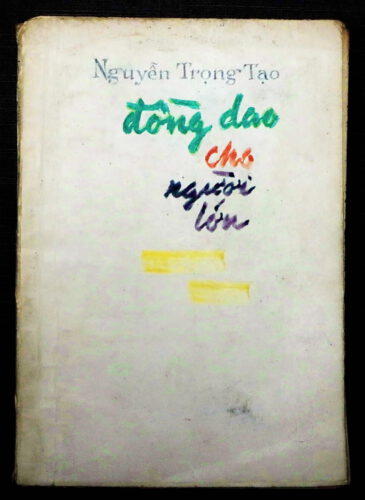 Nguyễn Trọng Tạo
đồng dao
cho
người
lớn